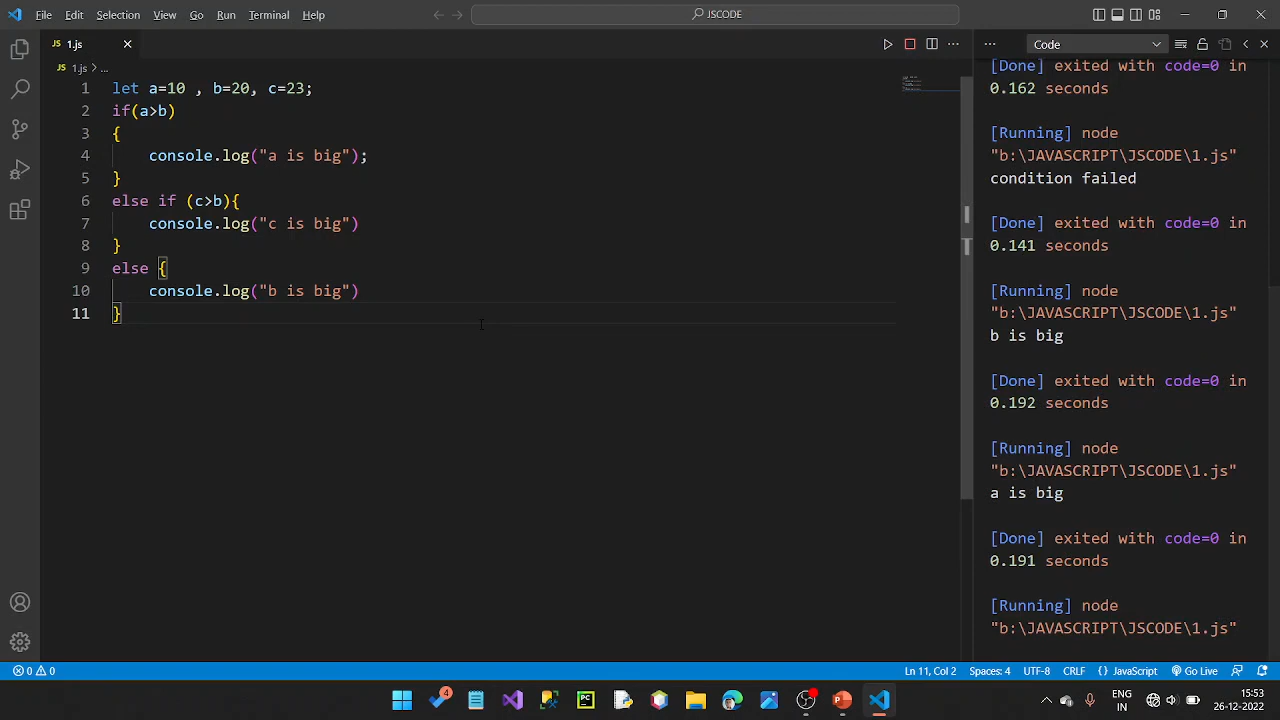 File Edit Selection View Go Run Terminal Help
JSCODE
JS 1.js
Code
JS 1.js > ...
1 let a=10 , b=20, c=23;
2 if(a>b)
3 {
4 console.log("a is big");
5 }
6 else if (c>b){
7 console.log("c is big")
8 }
9 else {
10 console.log("b is big")
11 }
[Done] exited with code=0 in
0.162 seconds
[Running] node
"b:\JAVASCRIPT\JSCODE\1.js"
condition failed
[Done] exited with code=0 in
0.141 seconds
[Running] node
"b:\JAVASCRIPT\JSCODE\1.js"
b is big
[Done] exited with code=0 in
0.192 seconds
[Running] node
"b:\JAVASCRIPT\JSCODE\1.js"
a is big
[Done] exited with code=0 in
0.191 seconds
[Running] node
"b:\JAVASCRIPT\JSCODE\1.js"
0 0
Ln 11, Col 2 Spaces: 4 UTF-8 CRLF {} JavaScript Go Live
4
PC
P
ENG
IN
15:53
26-12-2022